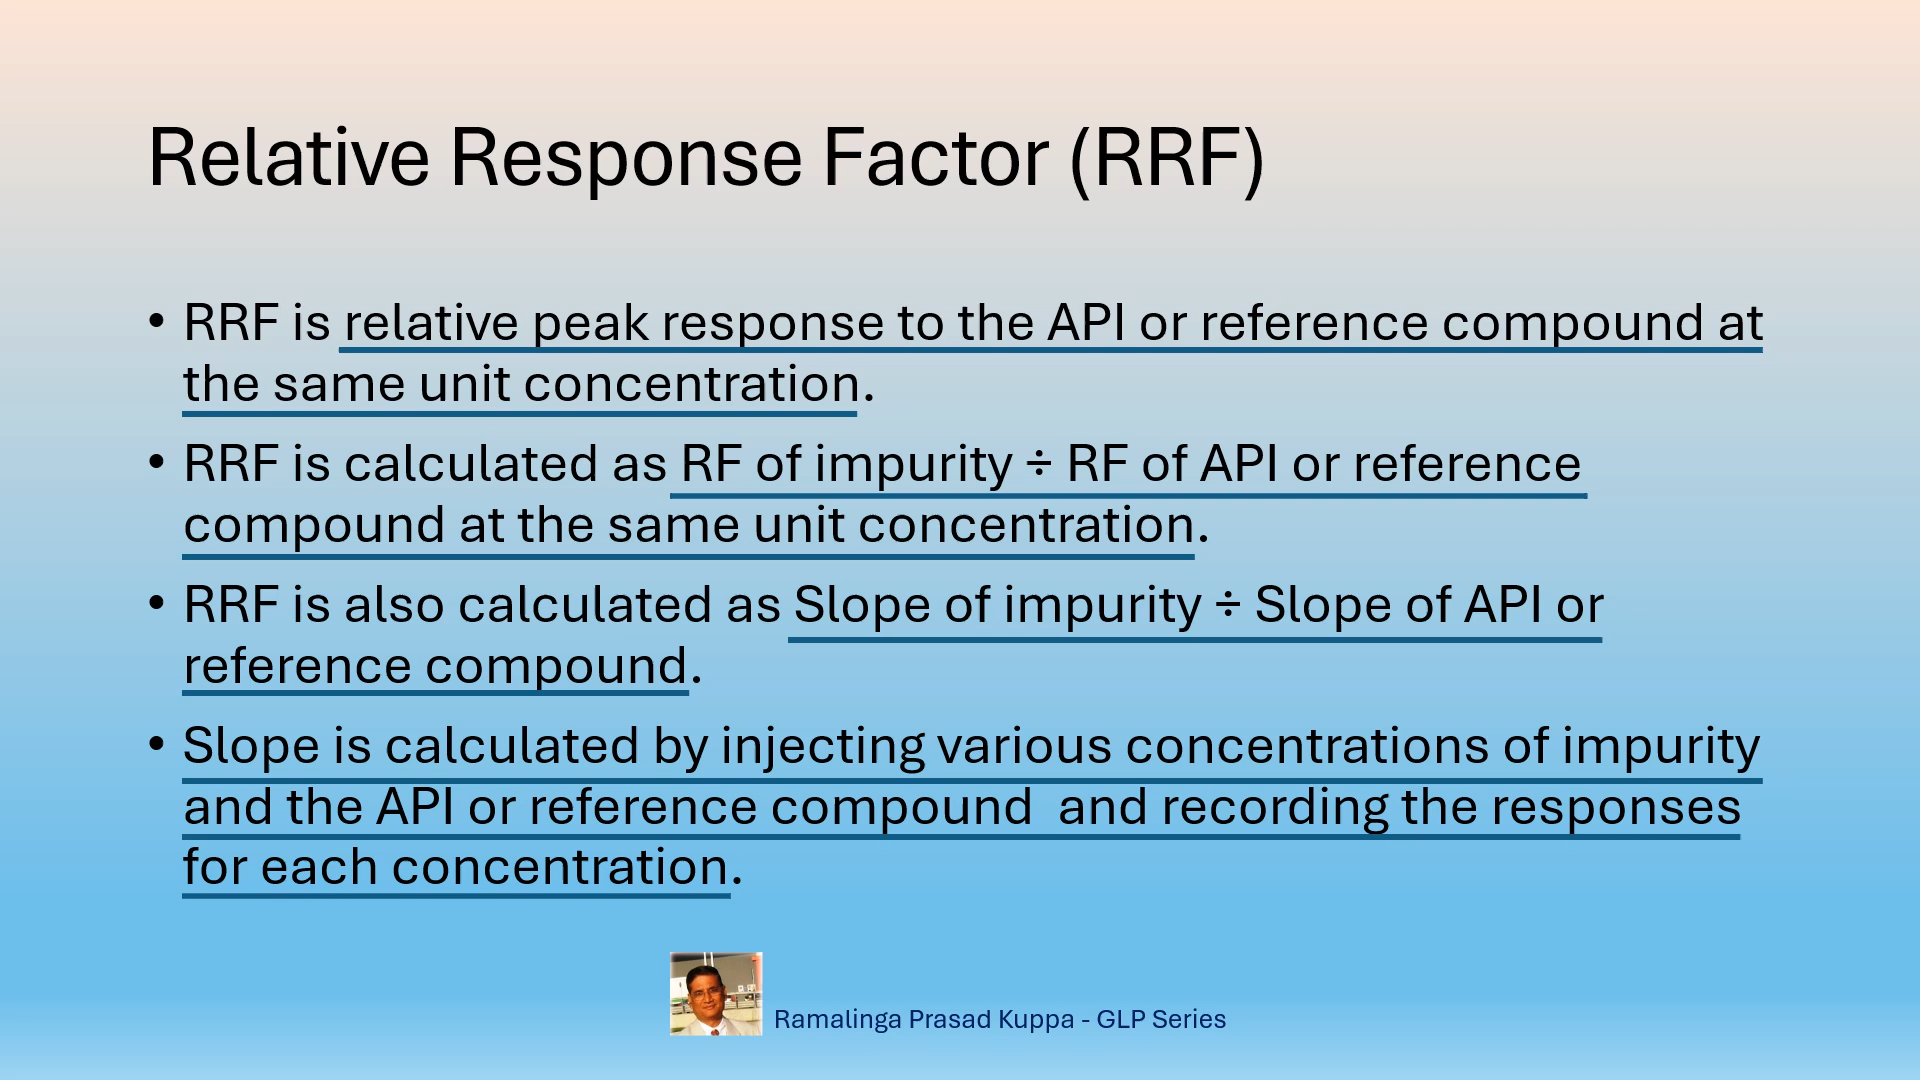 Relative Response Factor (RRF)
• RRF is relative peak response to the API or reference compound at
the same unit concentration.
• RRF is calculated as RF of impurity ÷ RF of API or reference
compound at the same unit concentration.
• RRF is also calculated as Slope of impurity ÷ Slope of API or
reference compound.
• Slope is calculated by injecting various concentrations of impurity
and the API or reference compound  and recording the responses
for each concentration.
Ramalinga Prasad Kuppa - GLP Series